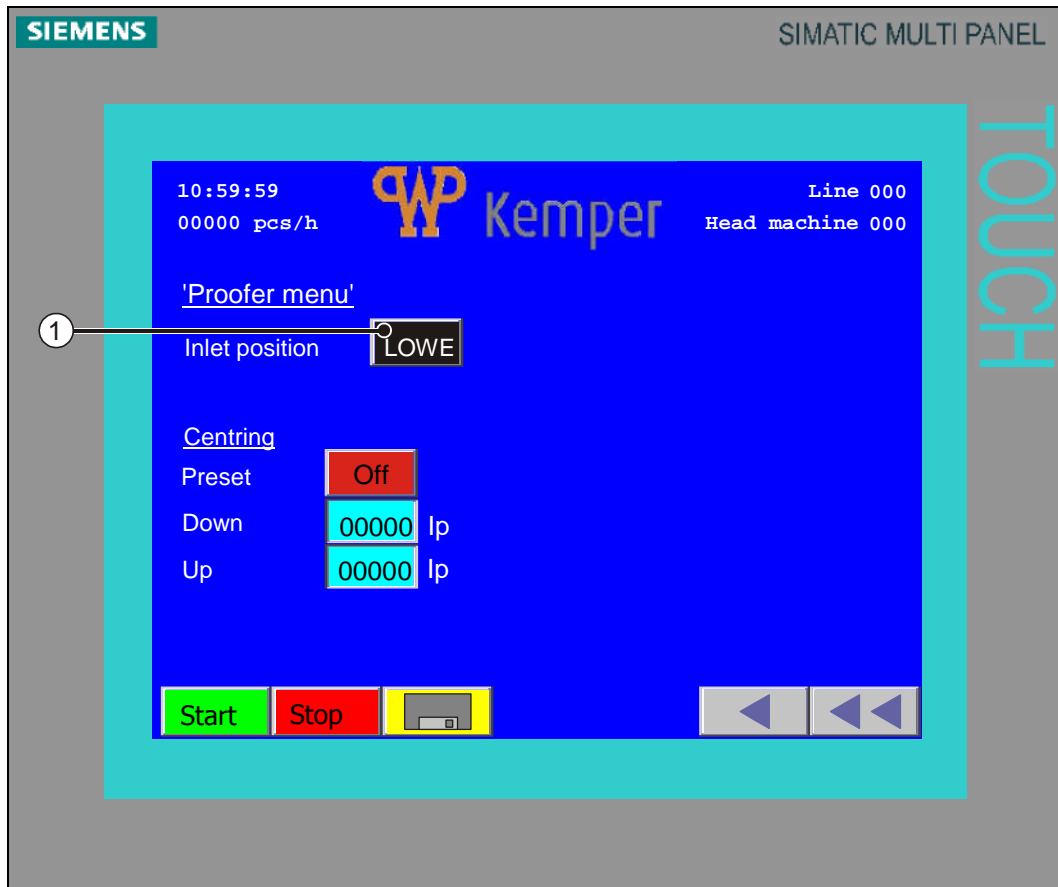 SIEMENS SIMATIC MULTI PANEL
TOUCH
10:59:59 WP Kemper Line 000
00000 pcs/h Head machine 000
'Proofer menu'
1
Inlet position LOWE
Centring
Preset Off
Down 00000 Ip
Up 00000 Ip
Start Stop